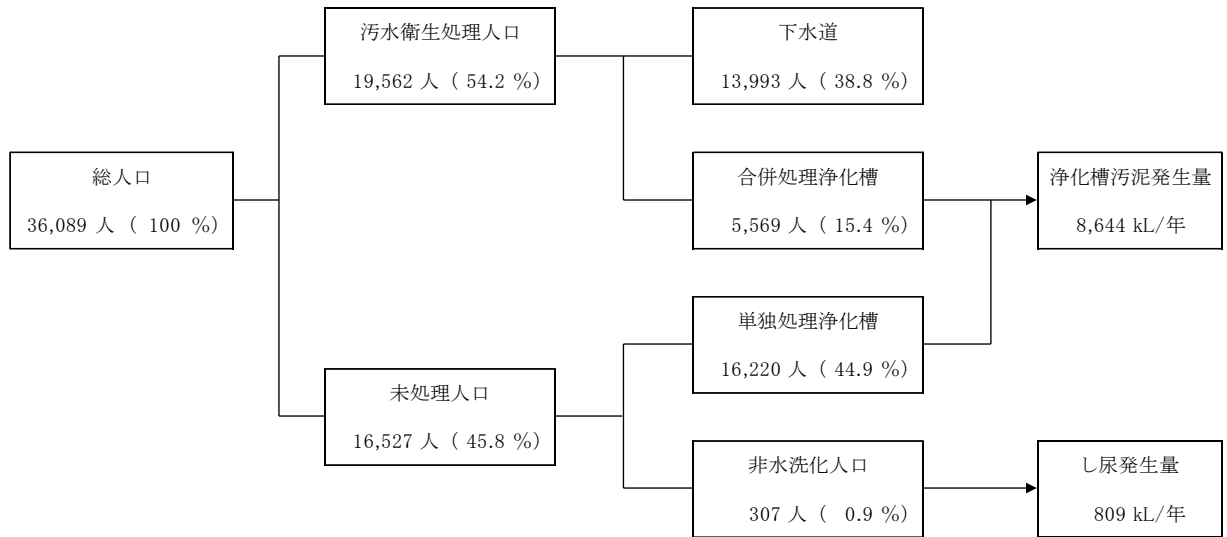 総人口
36,089 人 ( 100 %)
汚水衛生処理人口
19,562 人 ( 54.2 %)
下水道
13,993 人 ( 38.8 %)
合併処理浄化槽
5,569 人 ( 15.4 %)
浄化槽汚泥発生量
8,644 kL/年
未処理人口
16,527 人 ( 45.8 %)
単独処理浄化槽
16,220 人 ( 44.9 %)
非水洗化人口
307 人 ( 0.9 %)
し尿発生量
809 kL/年